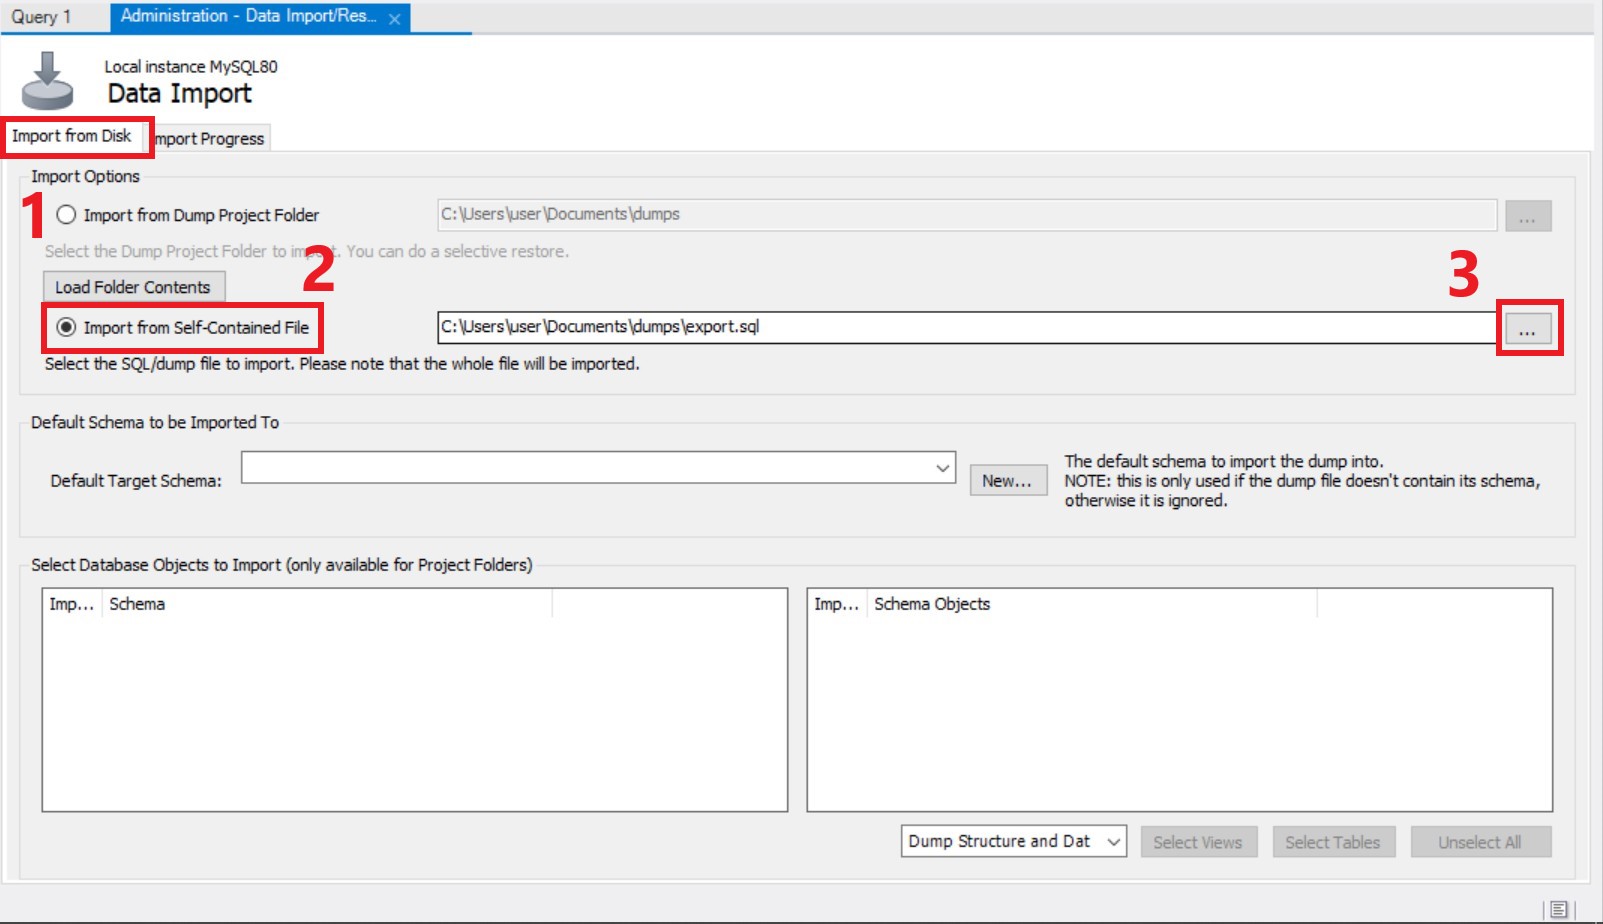 Query 1
Administration - Data Import/Res...
Local instance MySQL80
Data Import
Import from Disk
mport Progress
Import Options
1
Import from Dump Project Folder
C:\Users\user\Documents\dumps
...
Select the Dump Project Folder to import. You can do a selective restore.
2
3
Load Folder Contents
Import from Self-Contained File
C:\Users\user\Documents\dumps\export.sql
...
Select the SQL/dump file to import. Please note that the whole file will be imported.
Default Schema to be Imported To
Default Target Schema:
New...
The default schema to import the dump into.
NOTE: this is only used if the dump file doesn't contain its schema,
otherwise it is ignored.
Select Database Objects to Import (only available for Project Folders)
Imp... Schema
Imp... Schema Objects
Dump Structure and Dat
Select Views
Select Tables
Unselect All